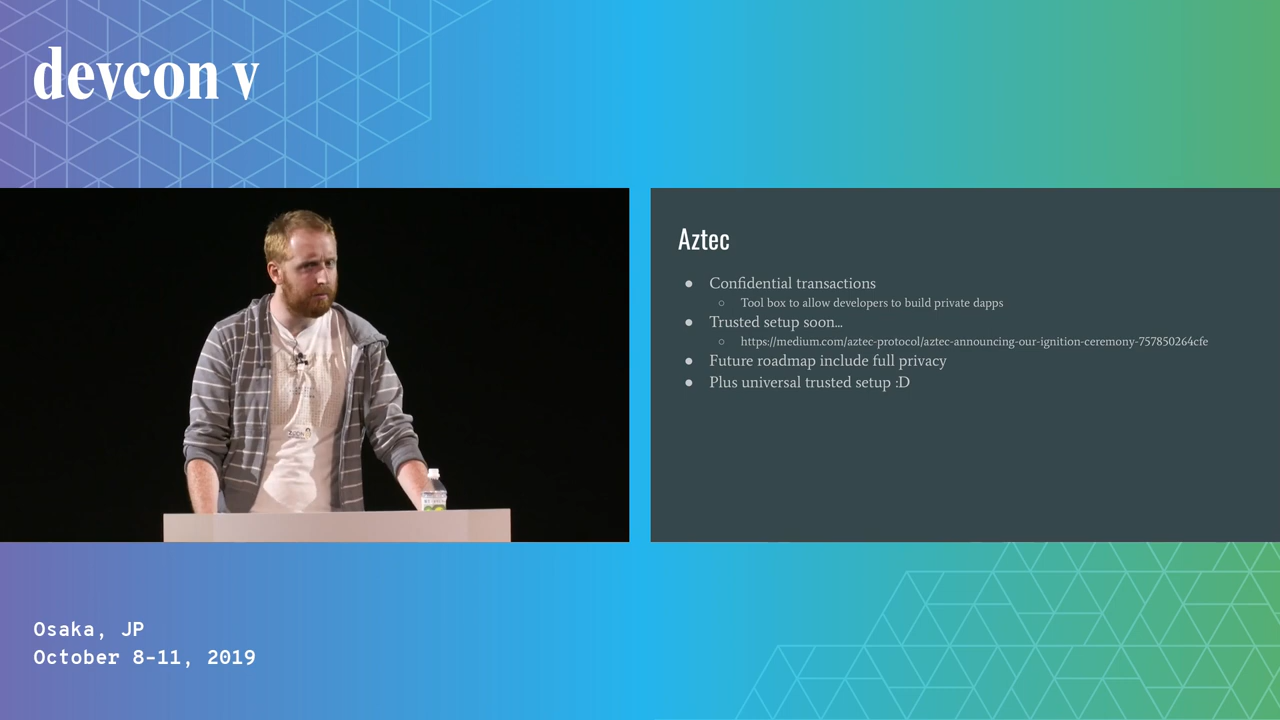 devcon v
Aztec
● Confidential transactions
○ Tool box to allow developers to build private dapps
● Trusted setup soon...
○ https://medium.com/aztec-protocol/aztec-announcing-our-ignition-ceremony-757850264cfe
● Future roadmap include full privacy
● Plus universal trusted setup :D
Osaka, JP
October 8-11, 2019